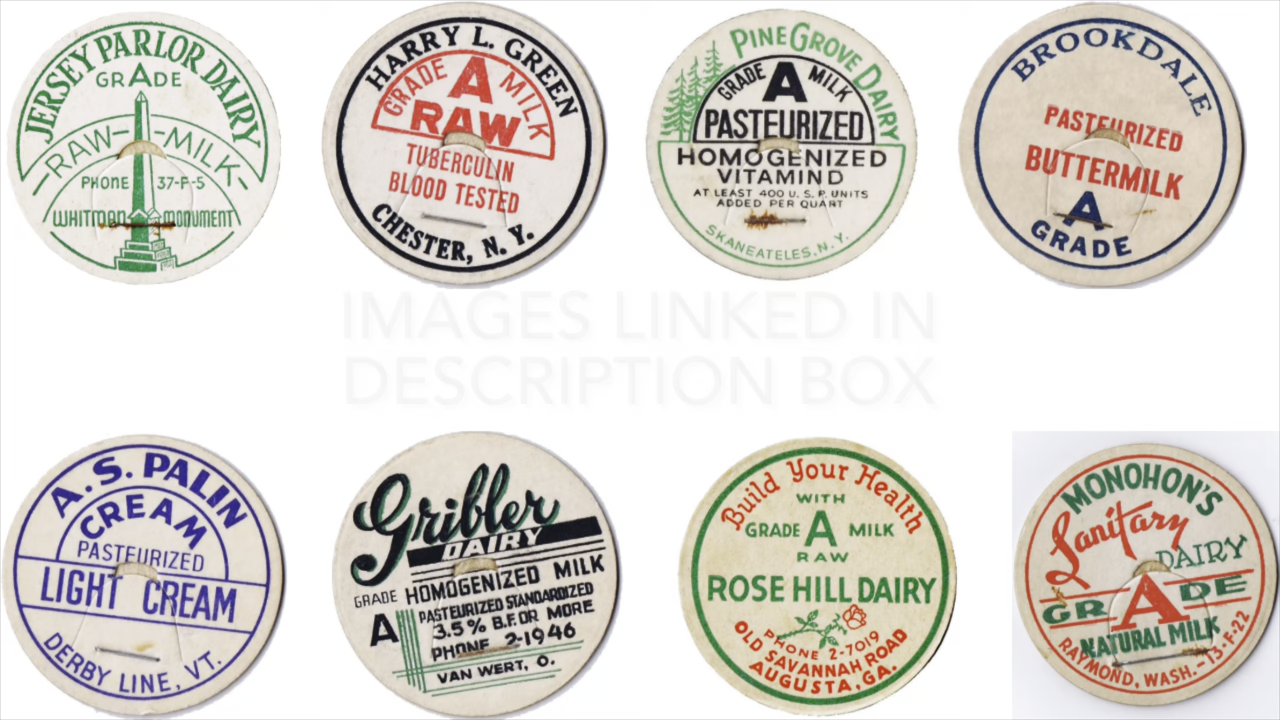 JERSEY PARLOR DAIRY
GRADE A
RAW MILK
PHONE 37-F-5
WHITMAN MONUMENT
HARRY L. GREEN
GRADE A MILK
RAW
TUBERCULIN
BLOOD TESTED
CHESTER, N. Y.
PINE GROVE DAIRY
GRADE A MILK
PASTEURIZED
HOMOGENIZED
VITAMIN D
AT LEAST 400 U. S. P. UNITS
ADDED PER QUART
SKANEATELES, N. Y.
BROOKDALE
PASTEURIZED
BUTTERMILK
A
GRADE
IMAGES LINKED IN
DESCRIPTION BOX
A. S. PALIN
CREAM
PASTEURIZED
LIGHT CREAM
DERBY LINE, VT.
Gribler
DAIRY
GRADE A
HOMOGENIZED MILK
PASTEURIZED STANDARDIZED
3.5% B.F. OR MORE
PHONE 2-1946
VAN WERT, O.
Build Your Health
WITH
GRADE A MILK
RAW
ROSE HILL DAIRY
PHONE 2-7019
OLD SAVANNAH ROAD
AUGUSTA, GA.
MONOHON'S
Sanitary
DAIRY
GRADE
A
NATURAL MILK
RAYMOND, WASH.-13-F-22